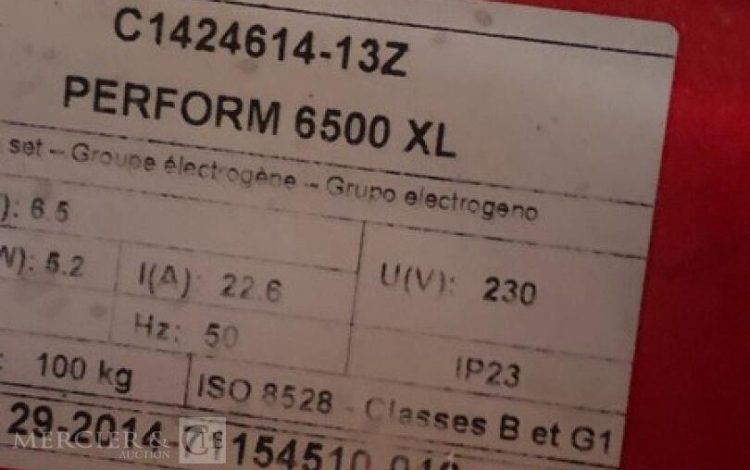 C1424614-13Z
PERFORM 6500 XL
set – Groupe électrogène – Grupo electrogeno
): 6.5
W): 5.2 I(A): 22.6 U(V): 230
Hz: 50 IP23
100 kg ISO 8528 - Classes B et G1
29-2014 154510
MERCIER & AUCTION